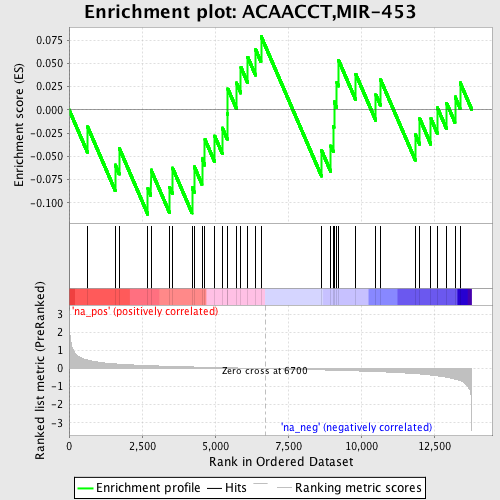 Enrichment plot: ACAACCT,MIR-453
Enrichment score (ES)
0.075
0.050
0.025
0.000
-0.025
-0.050
-0.075
-0.100
'na_pos' (positively correlated)
Ranked list metric (PreRanked)
3
2
1
0
-1
-2
-3
Zero cross at 6700
'na_neg' (negatively correlated)
0 2,500 5,000 7,500 10,000 12,500
Rank in Ordered Dataset
Enrichment profile Hits Ranking metric scores